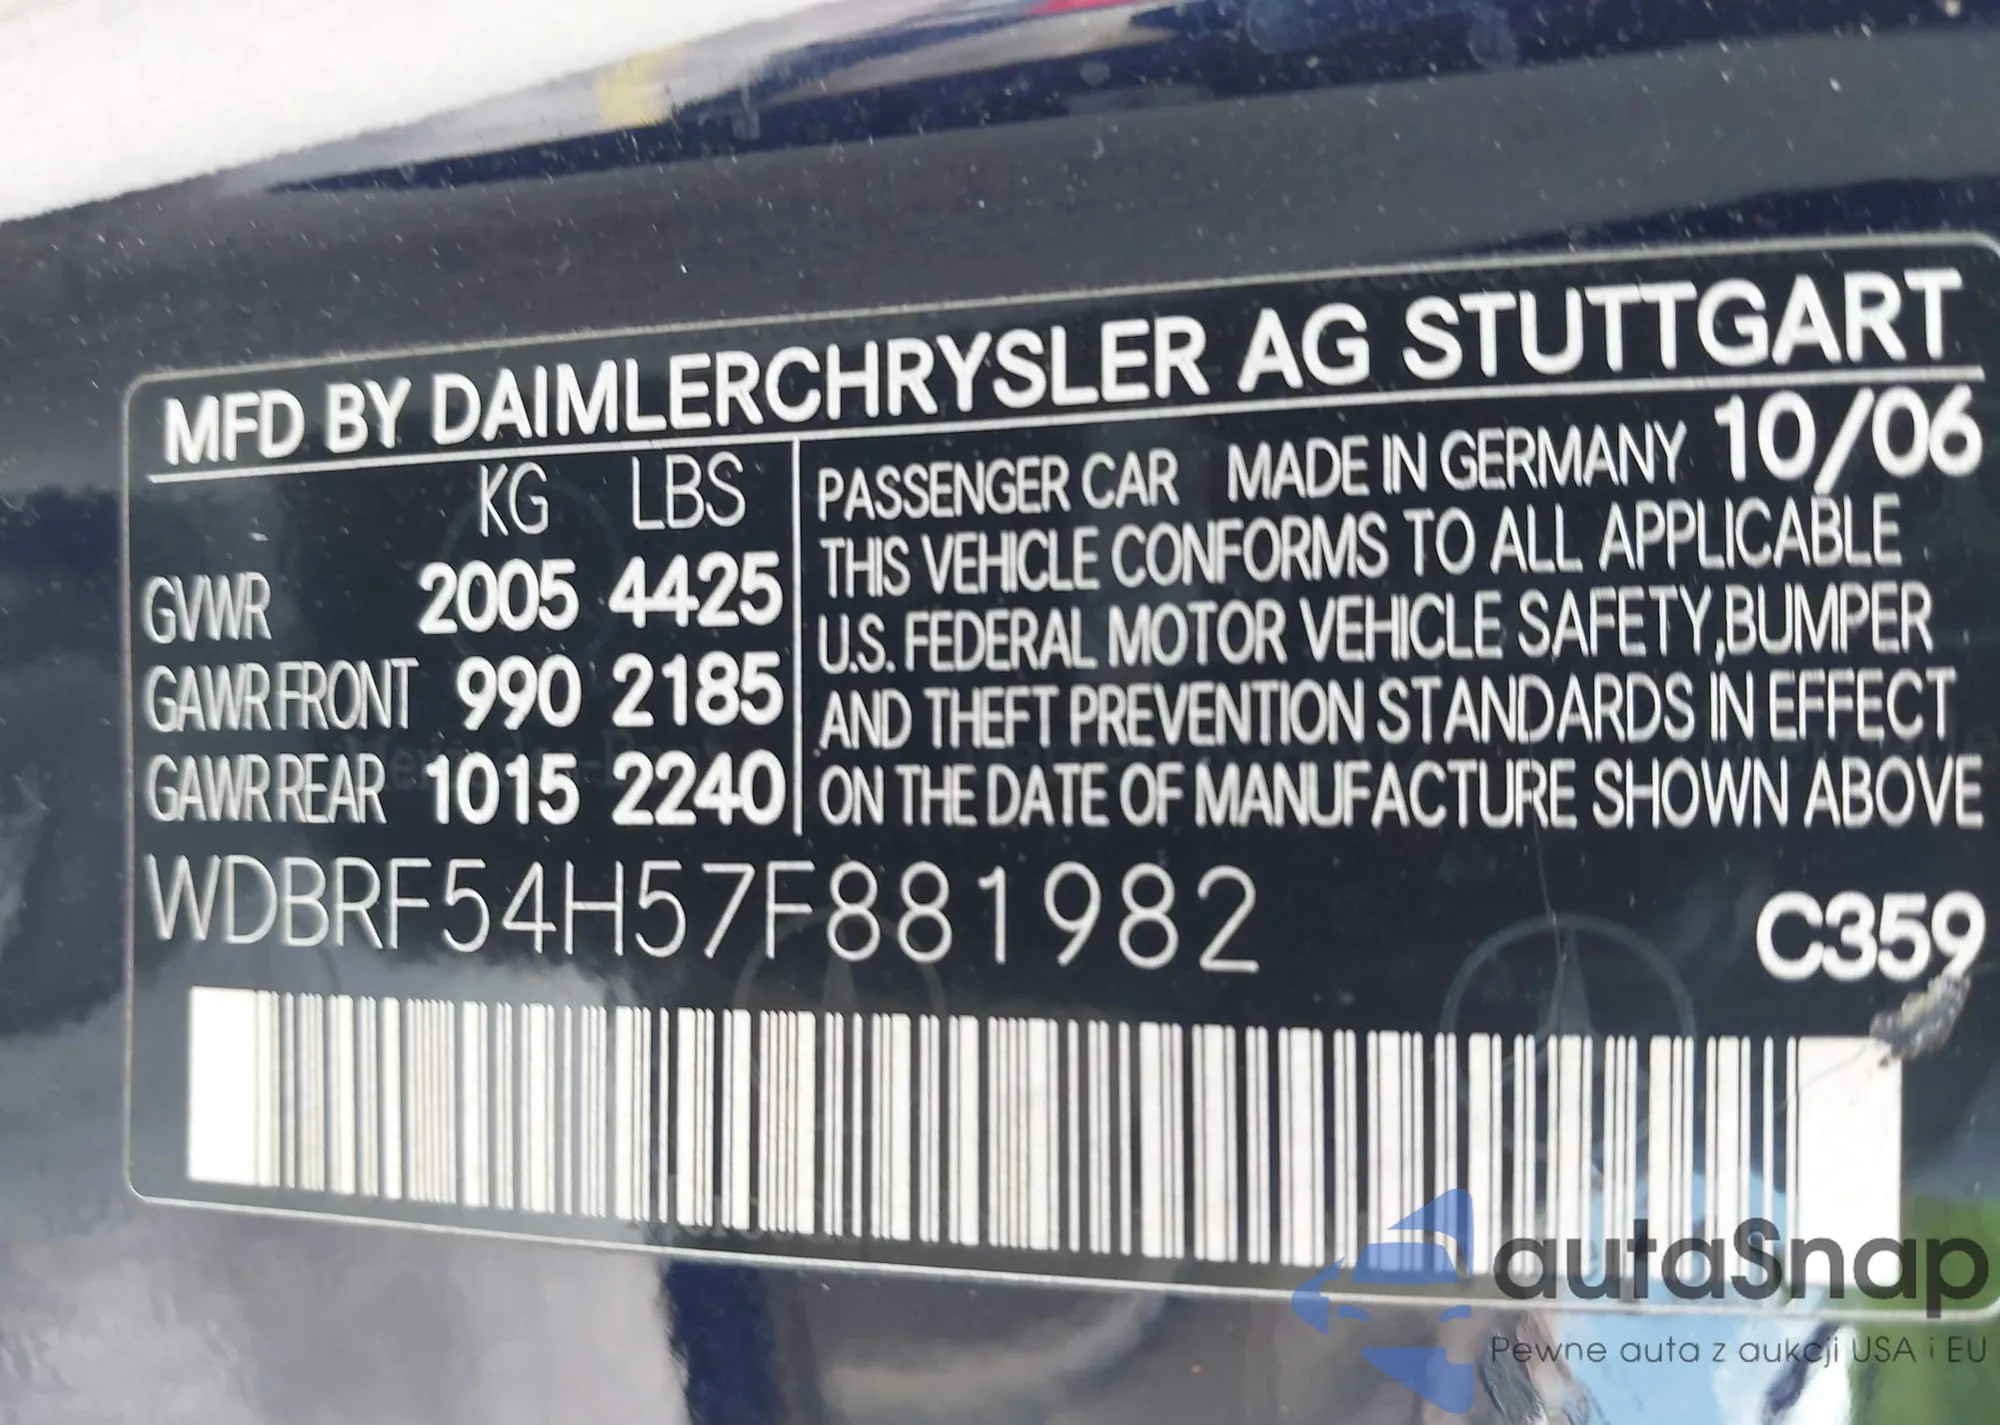 MFD BY DAIMLERCHRYSLER AG STUTTGART
KG LBS
GVWR 2005 4425
GAWR FRONT 990 2185
GAWR REAR 1015 2240
PASSENGER CAR MADE IN GERMANY 10/06
THIS VEHICLE CONFORMS TO ALL APPLICABLE
U.S. FEDERAL MOTOR VEHICLE SAFETY,BUMPER
AND THEFT PREVENTION STANDARDS IN EFFECT
ON THE DATE OF MANUFACTURE SHOWN ABOVE
WDBRF54H57F881982
C359
autaSnap
Pewne auta z aukcji USA i EU